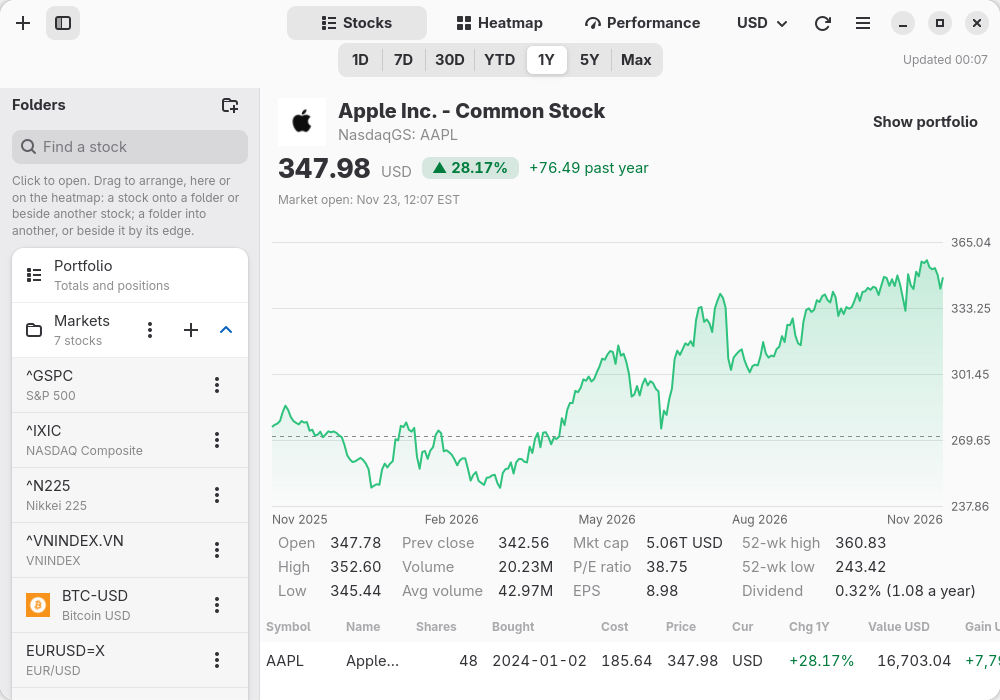 Stocks
Heatmap
Performance
USD
1D 7D 30D YTD 1Y 5Y Max
Updated 00:07
Folders
Find a stock
Click to open. Drag to arrange, here or
on the heatmap: a stock onto a folder or
beside another stock; a folder into
another, or beside it by its edge.
Portfolio
Totals and positions
Markets
7 stocks
^GSPC
S&P 500
^IXIC
NASDAQ Composite
^N225
Nikkei 225
^VNINDEX.VN
VNINDEX
BTC-USD
Bitcoin USD
EURUSD=X
EUR/USD
Apple Inc. - Common Stock
NasdaqGS: AAPL
Show portfolio
347.98 USD ▲ 28.17% +76.49 past year
Market open: Nov 23, 12:07 EST
365.04
333.25
301.45
269.65
237.86
Nov 2025 Feb 2026 May 2026 Aug 2026 Nov 2026
Open 347.78 Prev close 342.56 Mkt cap 5.06T USD 52-wk high 360.83
High 352.60 Volume 20.23M P/E ratio 38.75 52-wk low 243.42
Low 345.44 Avg volume 42.97M EPS 8.98 Dividend 0.32% (1.08 a year)
Symbol Name Shares Bought Cost Price Cur Chg 1Y Value USD Gain U
AAPL Apple... 48 2024-01-02 185.64 347.98 USD +28.17% 16,703.04 +7,79